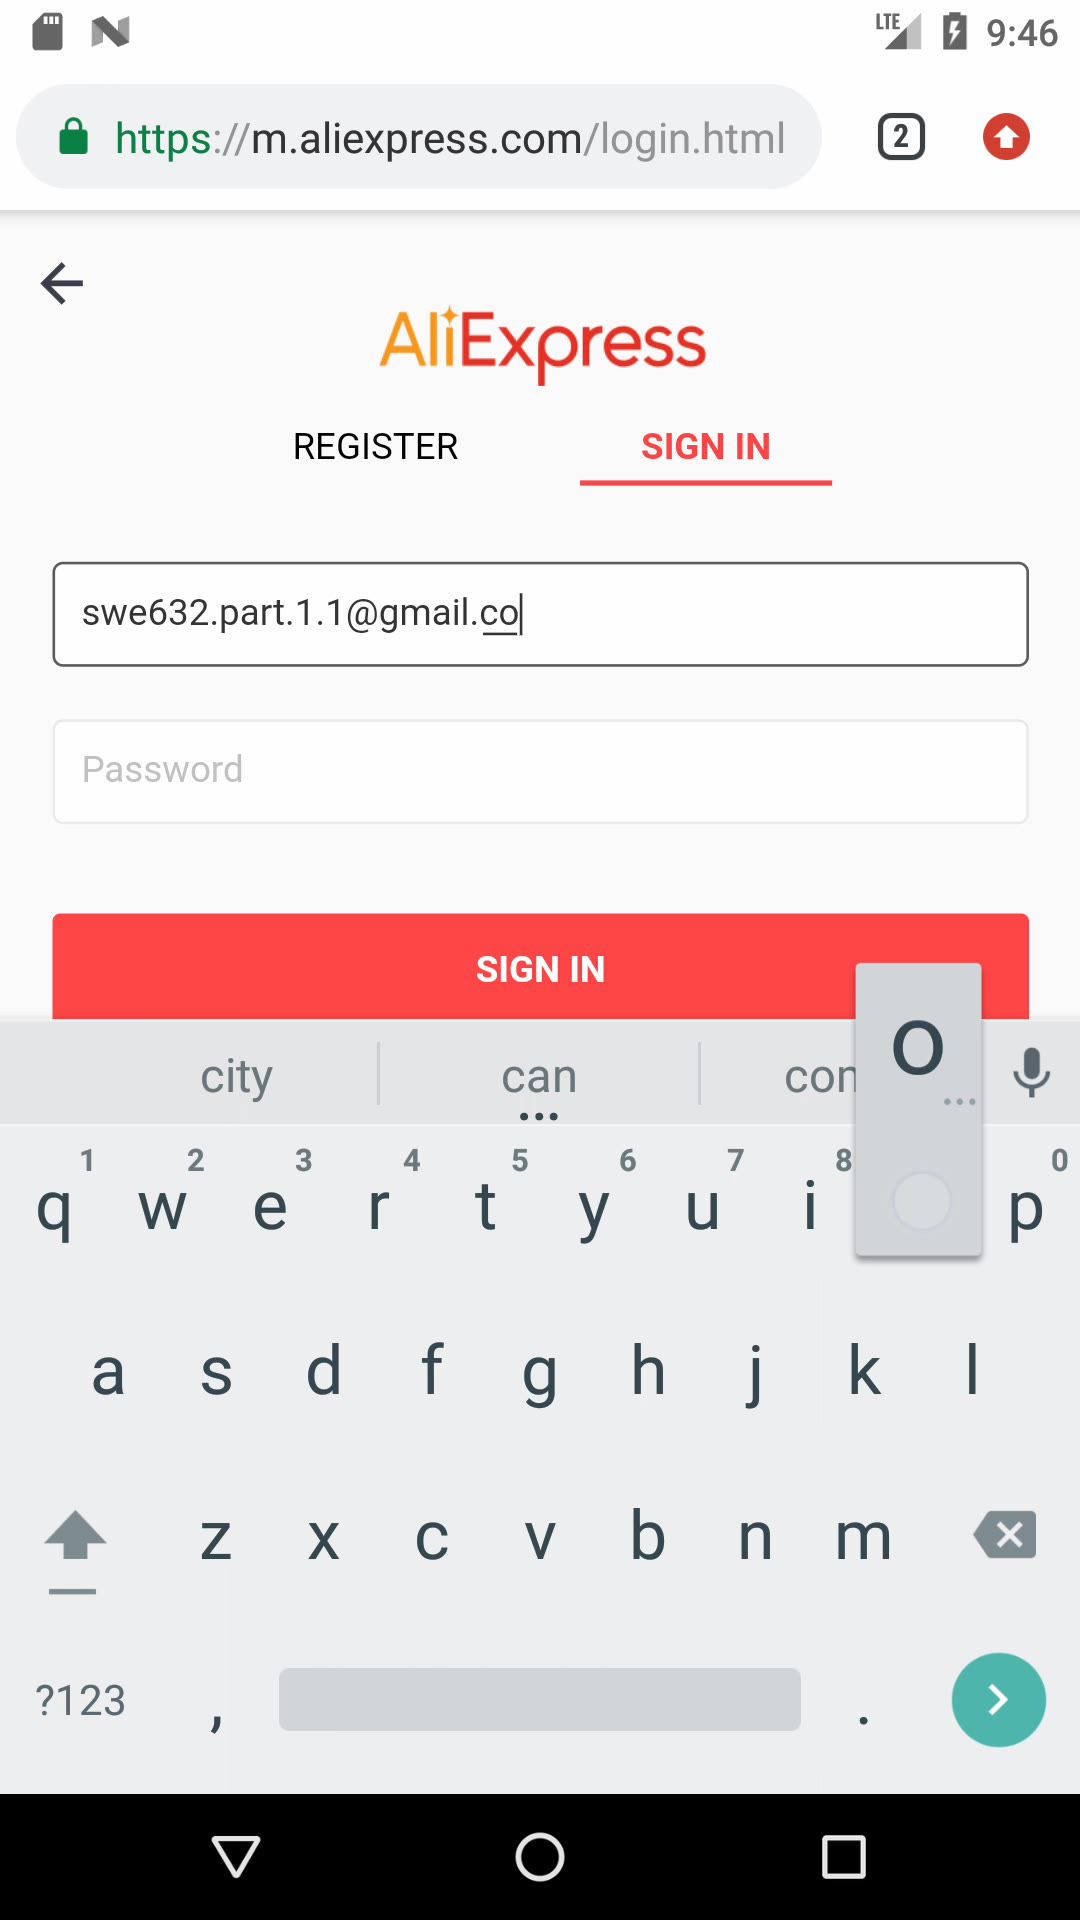 LTE 9:46
https://m.aliexpress.com/login.html 2
AliExpress
REGISTER SIGN IN
swe632.part.1.1@gmail.co
Password
SIGN IN
city can con
o
1 2 3 4 5 6 7 8 0
q w e r t y u i p
a s d f g h j k l
z x c v b n m
?123 , .